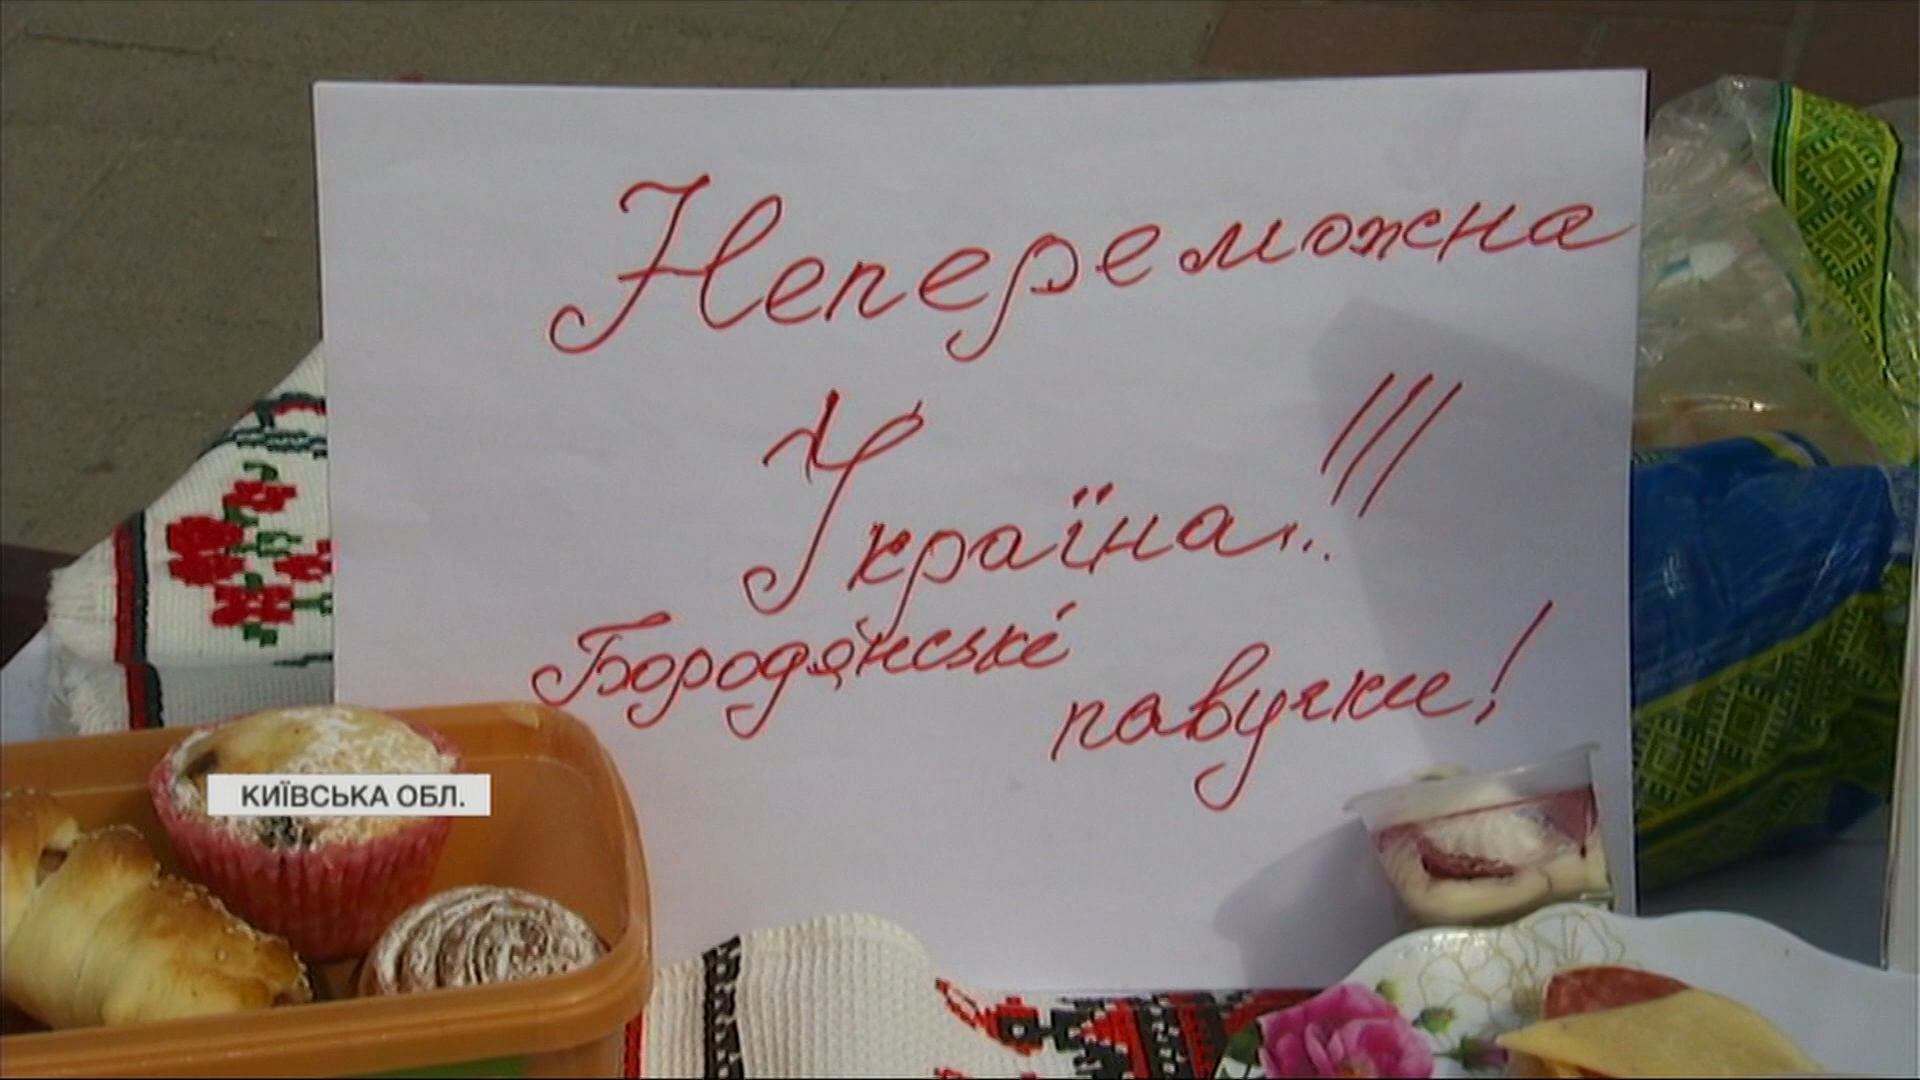 Непереможна
Україна...!!!
Бородянські
павучки!
КИЇВСЬКА ОБЛ.